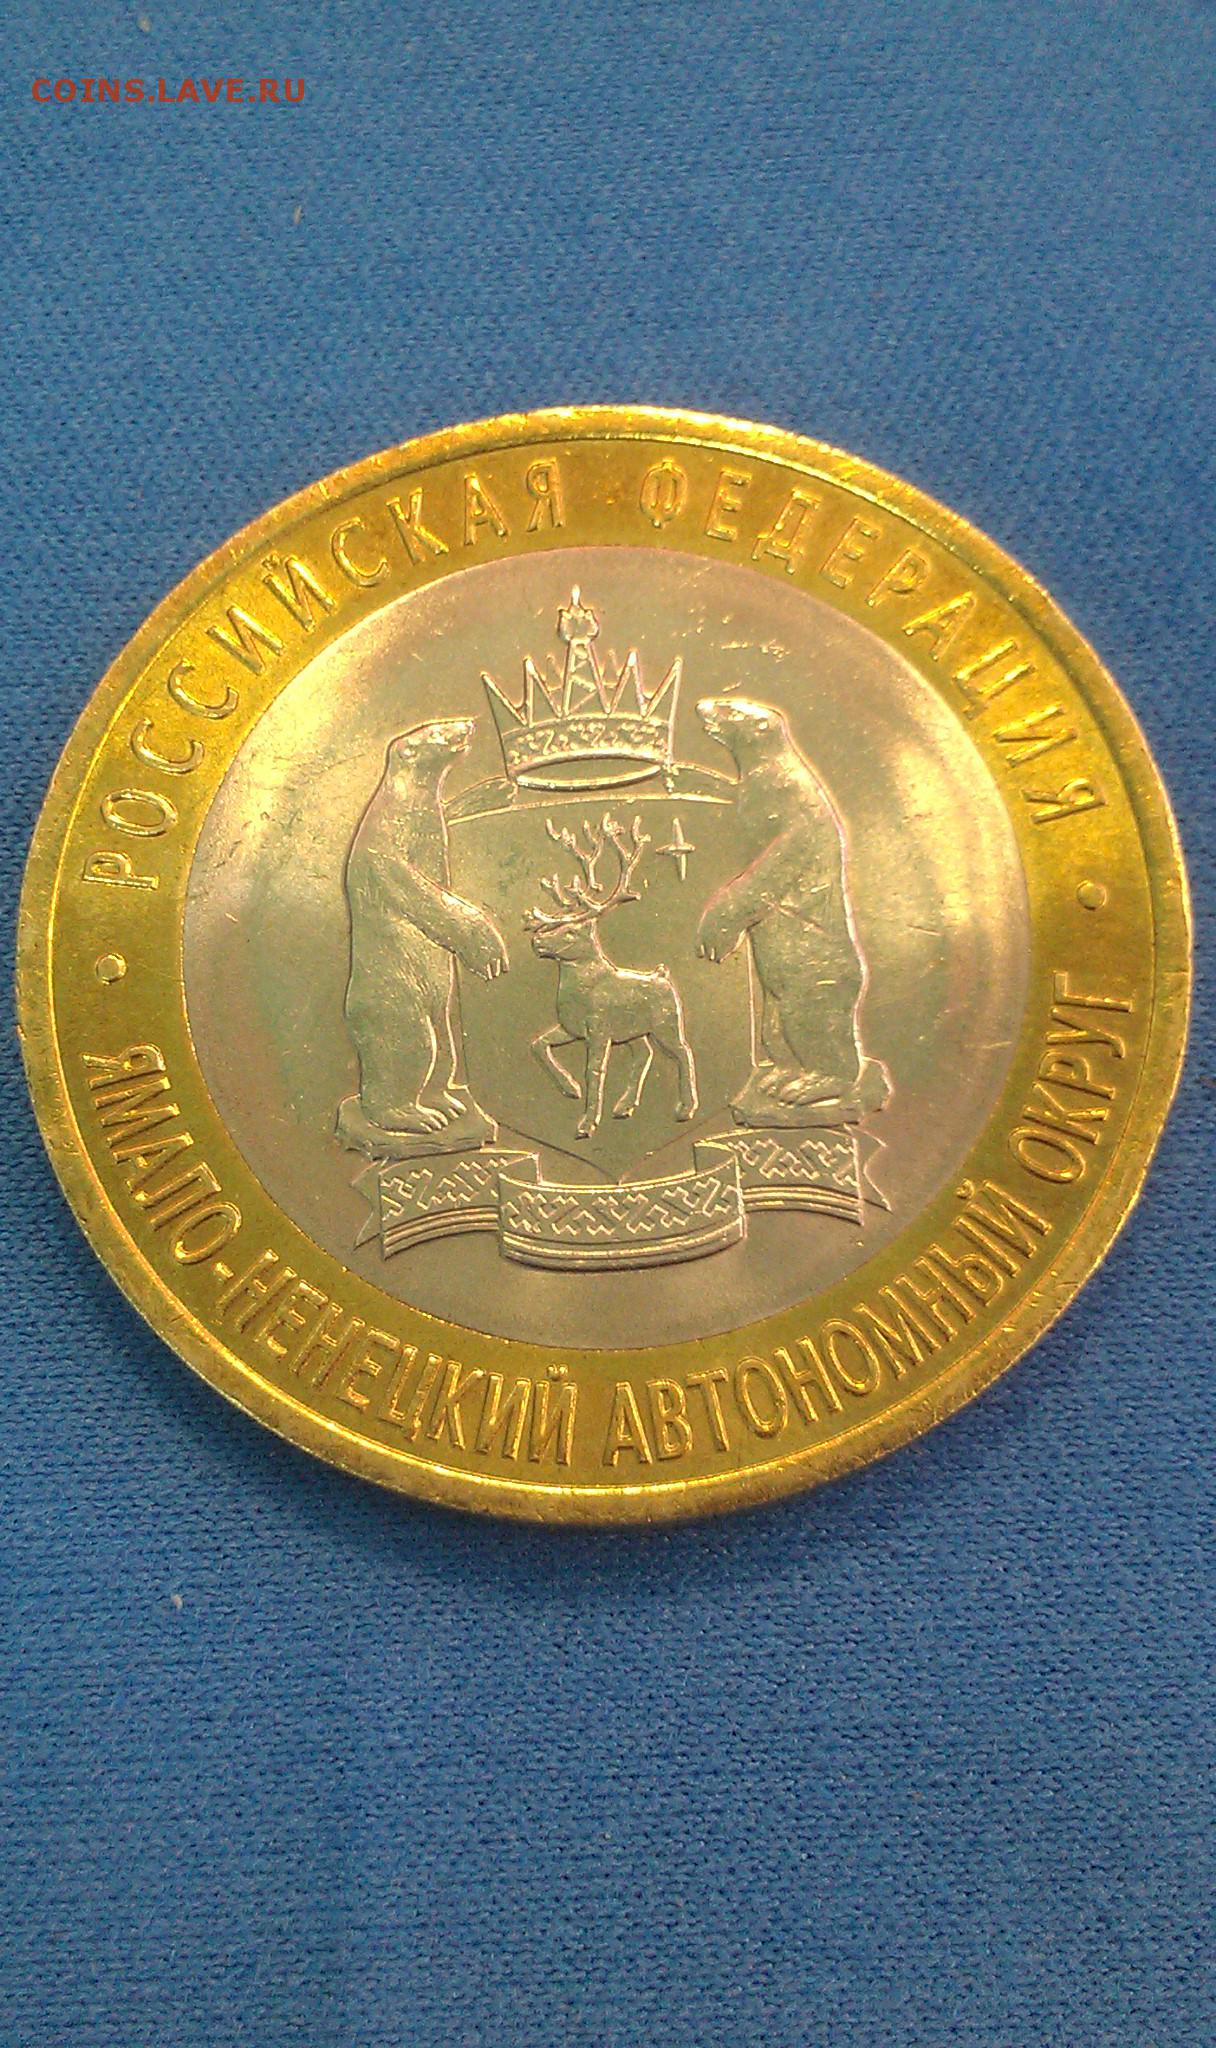 COINS.LAVE.RU
РОССИЙСКАЯ ФЕДЕРАЦИЯ
ЯМАЛО-НЕНЕЦКИЙ АВТОНОМНЫЙ ОКРУГ